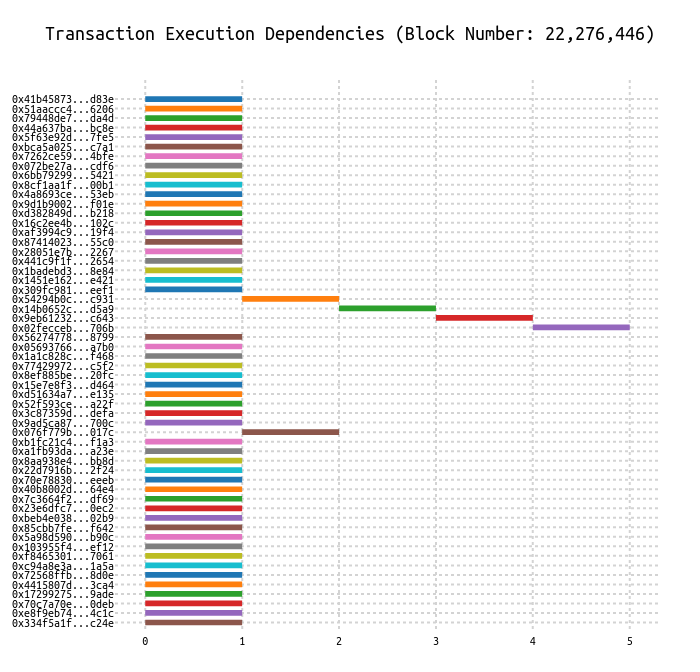 Transaction Execution Dependencies (Block Number: 22,276,446)
0x41b45873...d83e
0x51aaccc4...6206
0x79448de7...da4d
0x44a637ba...bc8e
0x5f63e92d...7fe5
0xbca5a025...c7a1
0x7262ce59...4bfe
0x072be27a...cdf6
0x6bb79299...5421
0x8cf1aa1f...00b1
0x4a8693ce...53eb
0x9d1b9002...f01e
0xd382849d...b218
0x16c2ee4b...102c
0xaf3994c9...19f4
0x87414023...55c0
0x28051e7b...2267
0x441c9f1f...2654
0x1badebd3...8e84
0x1451e162...e421
0x309fc981...eef1
0x54294b0c...c931
0x14b0652c...d5a9
0x9eb61232...c643
0x02fecceb...706b
0x56274778...8799
0x05693766...a7b0
0x1a1c828c...f468
0x77429972...c5f2
0x8ef885be...20fc
0x15e7e8f3...d464
0xd51634a7...e135
0x52f593ce...a22f
0x3c87359d...defa
0x9ad5ca87...700c
0x076f779b...017c
0xb1fc21c4...f1a3
0xa1fb93da...a23e
0x8aa938e4...bb8d
0x22d7916b...2f24
0x70e78830...eeeb
0x40b8002d...64e4
0x7c3664f2...df69
0x23e6dfc7...0ec2
0xbeb4e038...02b9
0x85cbb7fe...f642
0x5a98d590...b90c
0x103955f4...ef12
0xf8465301...7061
0xc94a8e3a...1a5a
0x72568ffb...8d0e
0x4415807d...3ca4
0x17299275...9ade
0x70c7a70e...0deb
0xe8f9eb74...4c1c
0x334f5a1f...c24e
0 1 2 3 4 5